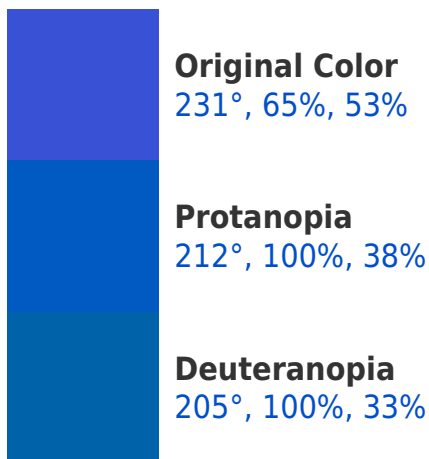 Original Color
231°, 65%, 53%
Protanopia
212°, 100%, 38%
Deuteranopia
205°, 100%, 33%